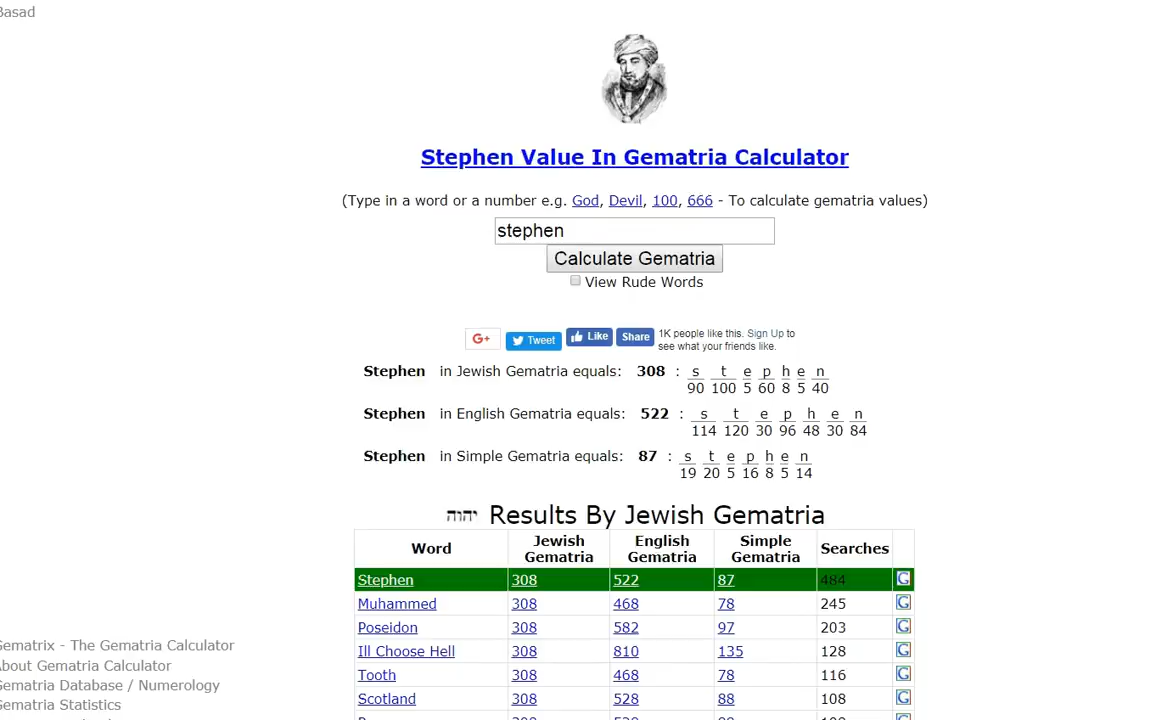 Basad
Stephen Value In Gematria Calculator
(Type in a word or a number e.g. God, Devil, 100, 666 - To calculate gematria values)
stephen
Calculate Gematria
View Rude Words
G+ Tweet Like Share 1K people like this. Sign Up to
see what your friends like.
Stephen in Jewish Gematria equals: 308 : s t e p h e n
90 100 5 60 8 5 40
Stephen in English Gematria equals: 522 : s t e p h e n
114 120 30 96 48 30 84
Stephen in Simple Gematria equals: 87 : s t e p h e n
19 20 5 16 8 5 14
יהוה Results By Jewish Gematria
Word Jewish Gematria English Gematria Simple Gematria Searches
Stephen 308 522 87 484 G
Muhammed 308 468 78 245 G
Poseidon 308 582 97 203 G
Ill Choose Hell 308 810 135 128 G
Tooth 308 468 78 116 G
Scotland 308 528 88 108 G
Gematrix - The Gematria Calculator
About Gematria Calculator
Gematria Database / Numerology
Gematria Statistics